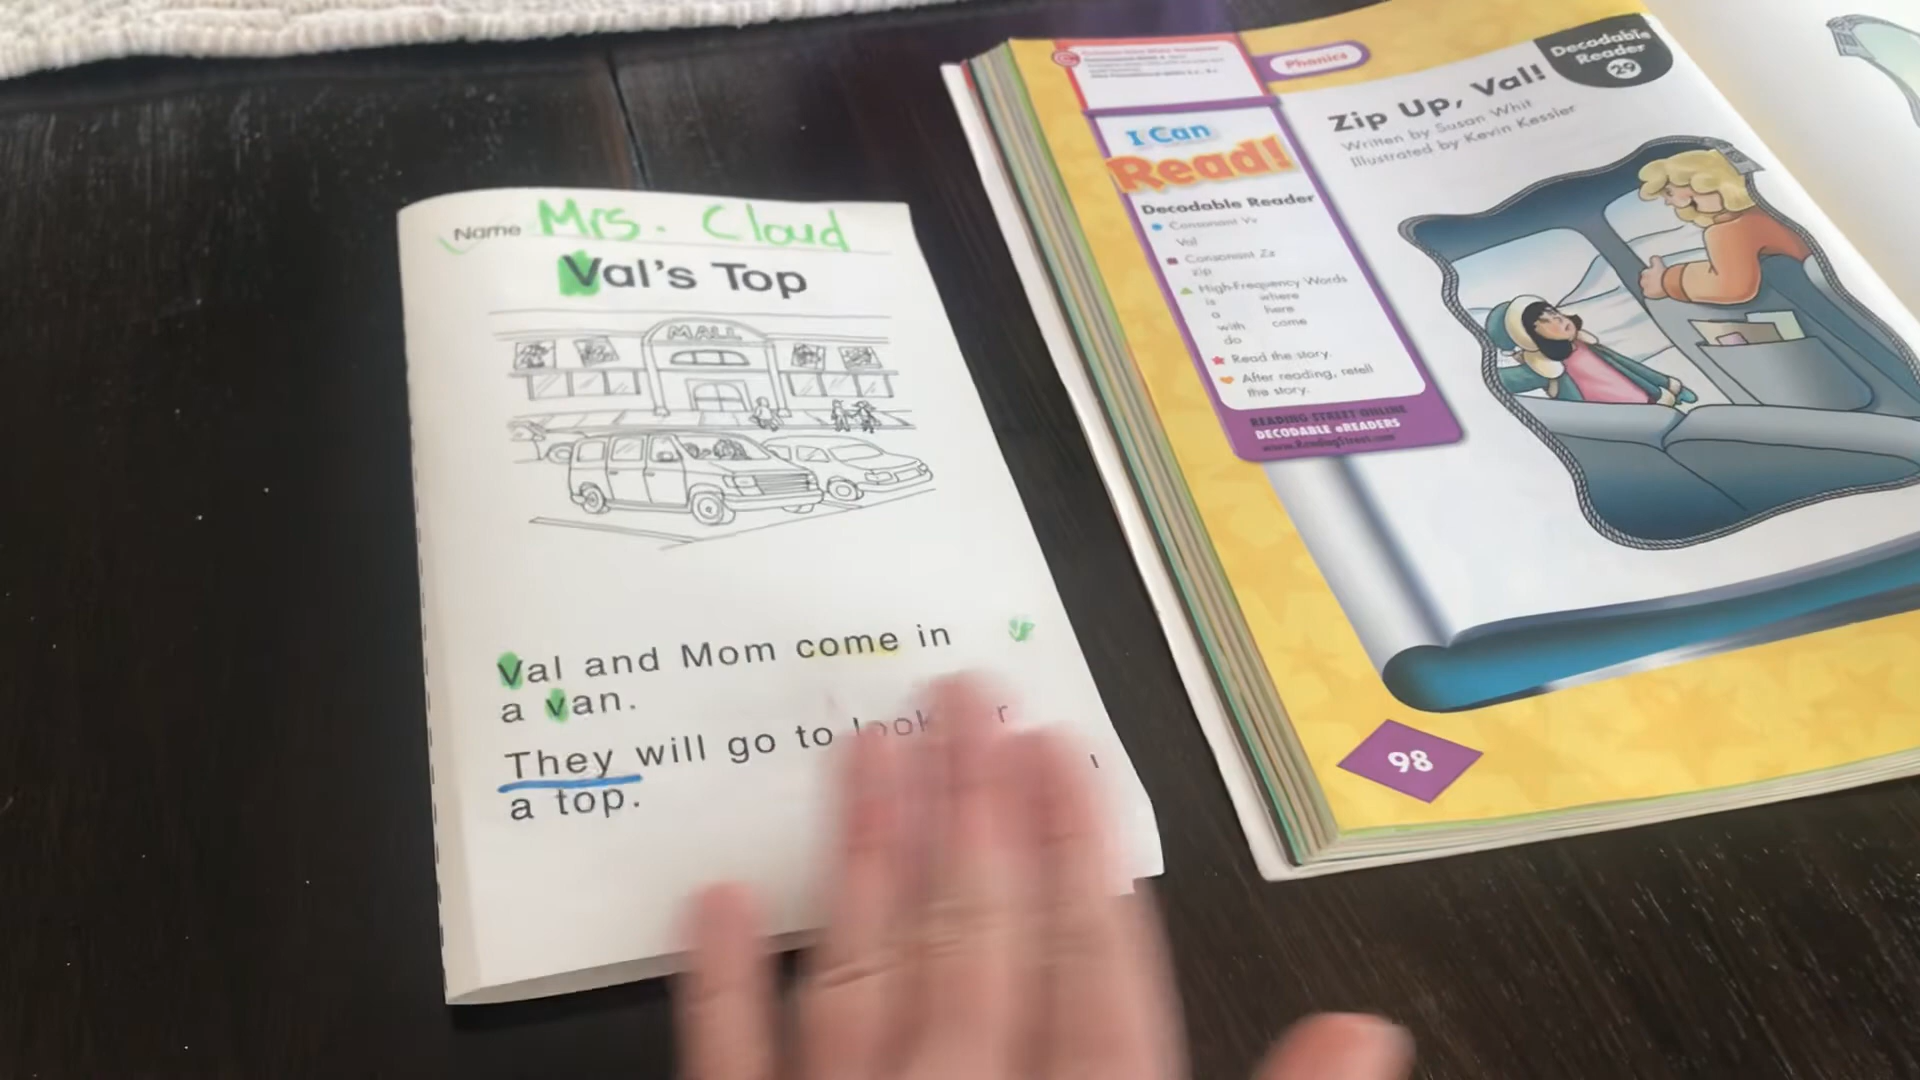 Name Mrs. Cloud
Val's Top
MALL
Val and Mom come in
a van.
They will go to look
a top.
Phonics
Decodable
Reader
29
Zip Up, Val!
Written by Susan Whit
Illustrated by Kevin Kessler
I Can
Read!
Decodable Reader
Consonant Vv
Val
Consonant Zz
zip
High-Frequency Words
is where
a here
with come
do
Read the story.
After reading, retell
the story.
READING STREET ONLINE
DECODABLE eREADERS
www.ReadingStreet.com
98